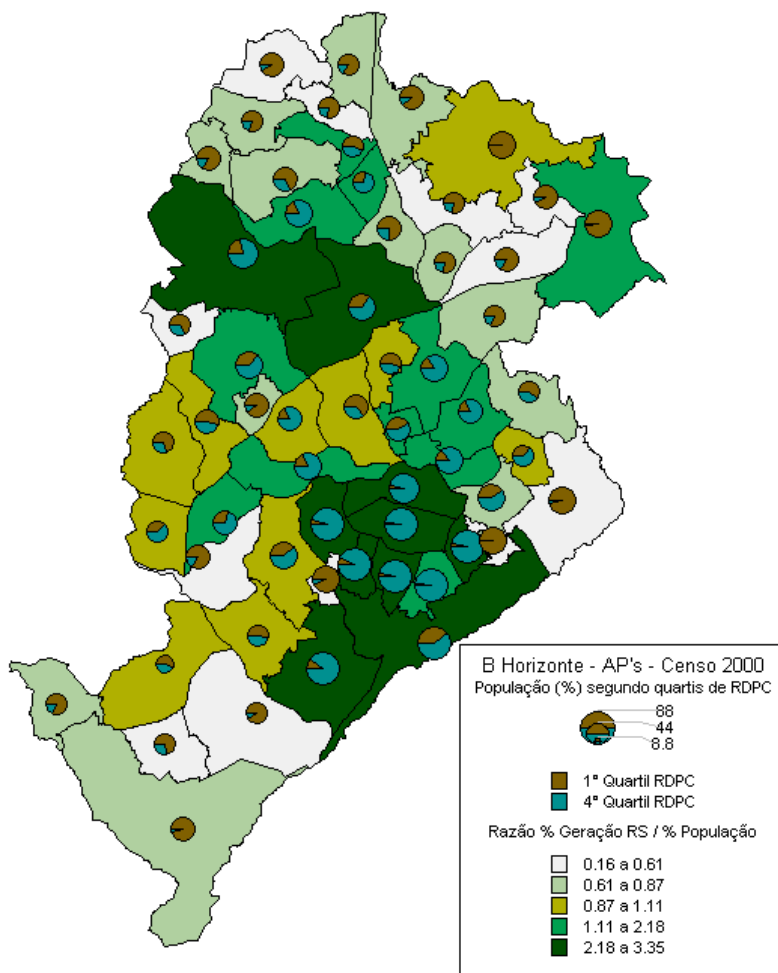 B Horizonte - AP's - Censo 2000
População (%) segundo quartis de RDPC
88
44
8.8
1° Quartil RDPC
4° Quartil RDPC
Razão % Geração RS / % População
0.16 a 0.61
0.61 a 0.87
0.87 a 1.11
1.11 a 2.18
2.18 a 3.35